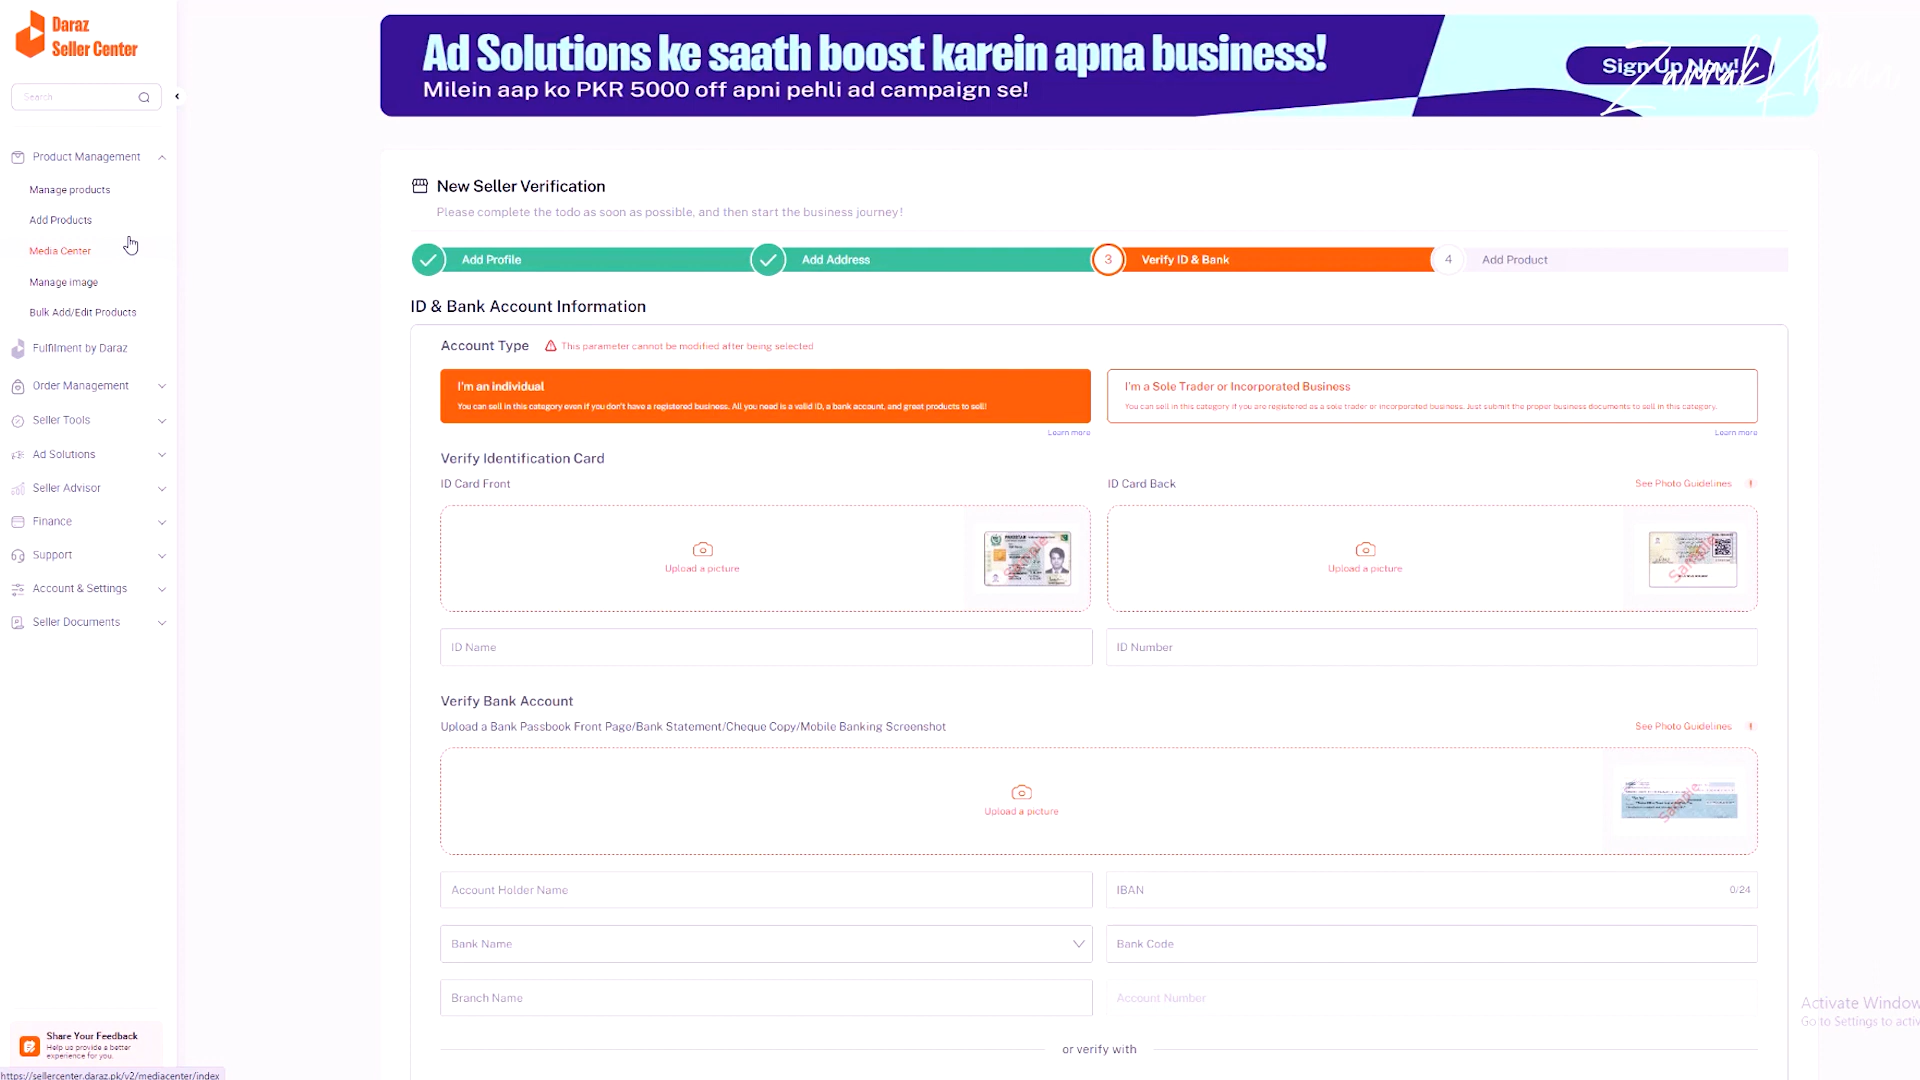 Daraz
Seller Center
Search
Product Management
Manage products
Add Products
Media Center
Manage image
Bulk Add/Edit Products
Fulfilment by Daraz
Order Management
Seller Tools
Ad Solutions
Seller Advisor
Finance
Support
Account & Settings
Seller Documents
Share Your Feedback
Help us provide a better
experience for you.
https://sellercenter.daraz.pk/v2/mediacenter/index
Ad Solutions ke saath boost karein apna business!
Milein aap ko PKR 5000 off apni pehli ad campaign se!
Sign Up Now!
New Seller Verification
Please complete the todo as soon as possible, and then start the business journey!
Add Profile
Add Address
3 Verify ID & Bank
4 Add Product
ID & Bank Account Information
Account Type This parameter cannot be modified after being selected
I'm an individual
You can sell in this category even if you don't have a registered business. All you need is a valid ID, a bank account, and great products to sell!
Learn more
I'm a Sole Trader or Incorporated Business
You can sell in this category if you are registered as a sole trader or incorporated business. Just submit the proper business documents to sell in this category.
Learn more
Verify Identification Card
ID Card Front
ID Card Back
See Photo Guidelines
Upload a picture
Sample
Upload a picture
Sample
ID Name
ID Number
Verify Bank Account
Upload a Bank Passbook Front Page/Bank Statement/Cheque Copy/Mobile Banking Screenshot
See Photo Guidelines
Upload a picture
Sample
Account Holder Name
IBAN 0/24
Bank Name
Bank Code
Branch Name
Account Number
or verify with
Activate Window
Go to Settings to activ